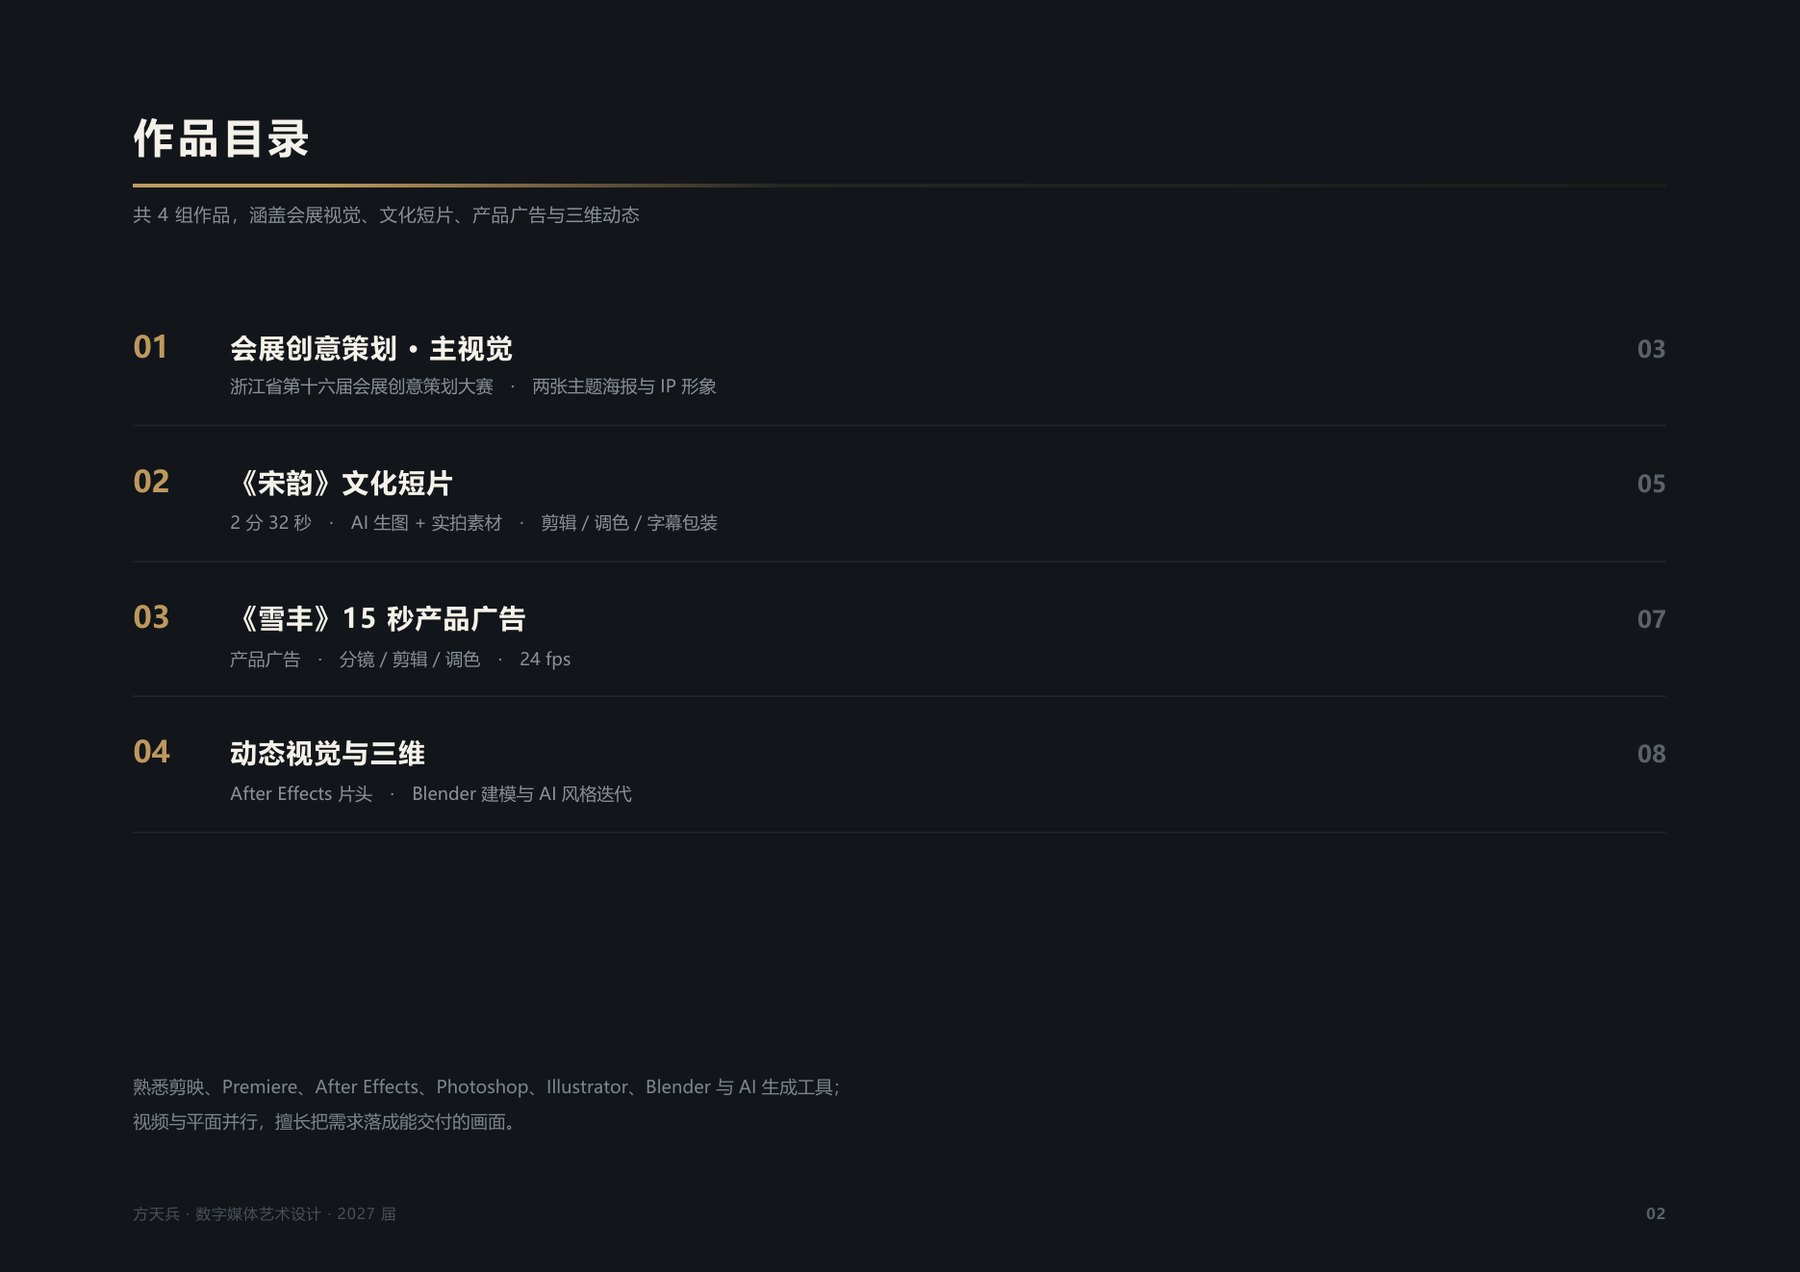 作品目录
共 4 组作品，涵盖会展视觉、文化短片、产品广告与三维动态
01 会展创意策划 · 主视觉 03
浙江省第十六届会展创意策划大赛 · 两张主题海报与 IP 形象
02 《宋韵》文化短片 05
2 分 32 秒 · AI 生图 + 实拍素材 · 剪辑 / 调色 / 字幕包装
03 《雪丰》15 秒产品广告 07
产品广告 · 分镜 / 剪辑 / 调色 · 24 fps
04 动态视觉与三维 08
After Effects 片头 · Blender 建模与 AI 风格迭代
熟悉剪映、Premiere、After Effects、Photoshop、Illustrator、Blender 与 AI 生成工具；
视频与平面并行，擅长把需求落成能交付的画面。
方天兵 · 数字媒体艺术设计 · 2027 届 02